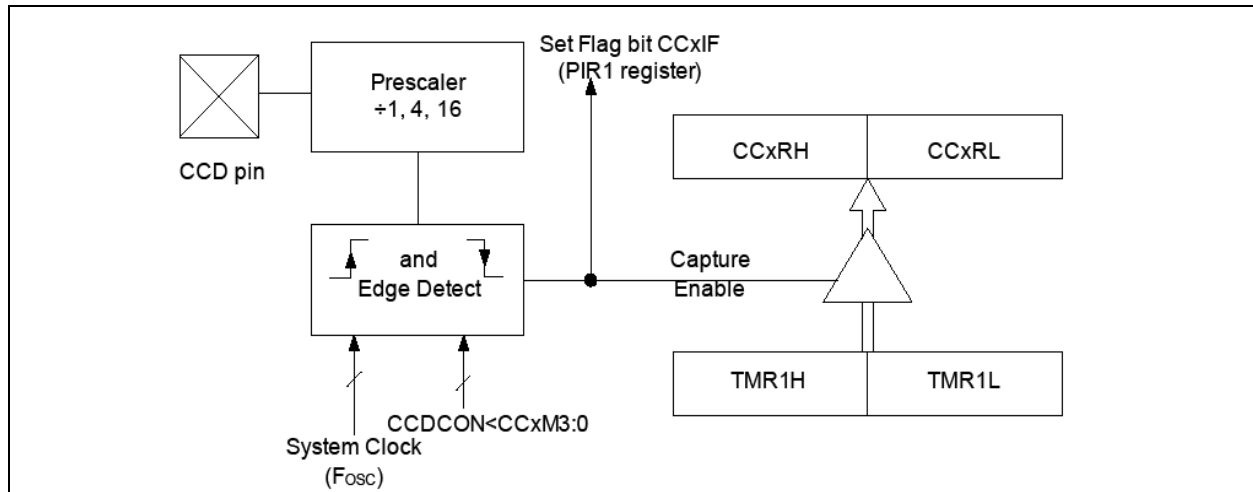 Set Flag bit CCxIF
(PIR1 register)
Prescaler
÷1, 4, 16
CCD pin
CCxRH
CCxRL
and
Edge Detect
Capture
Enable
TMR1H
TMR1L
CCDCON<CCxM3:0
System Clock
(Fosc)